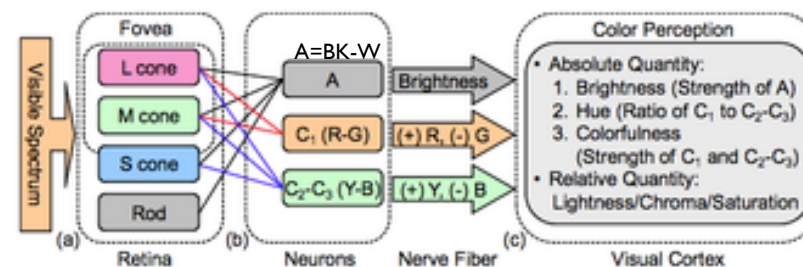 Visible Spectrum
(a)
Fovea
L cone
M cone
S cone
Rod
Retina
(b)
A=BK-W
A
C₁ (R-G)
C₂-C₃ (Y-B)
Neurons
Brightness
(+) R, (-) G
(+) Y, (-) B
Nerve Fiber
(c)
Color Perception
• Absolute Quantity:
1. Brightness (Strength of A)
2. Hue (Ratio of C₁ to C₂-C₃)
3. Colorfulness
(Strength of C₁ and C₂-C₃)
• Relative Quantity:
Lightness/Chroma/Saturation
Visual Cortex